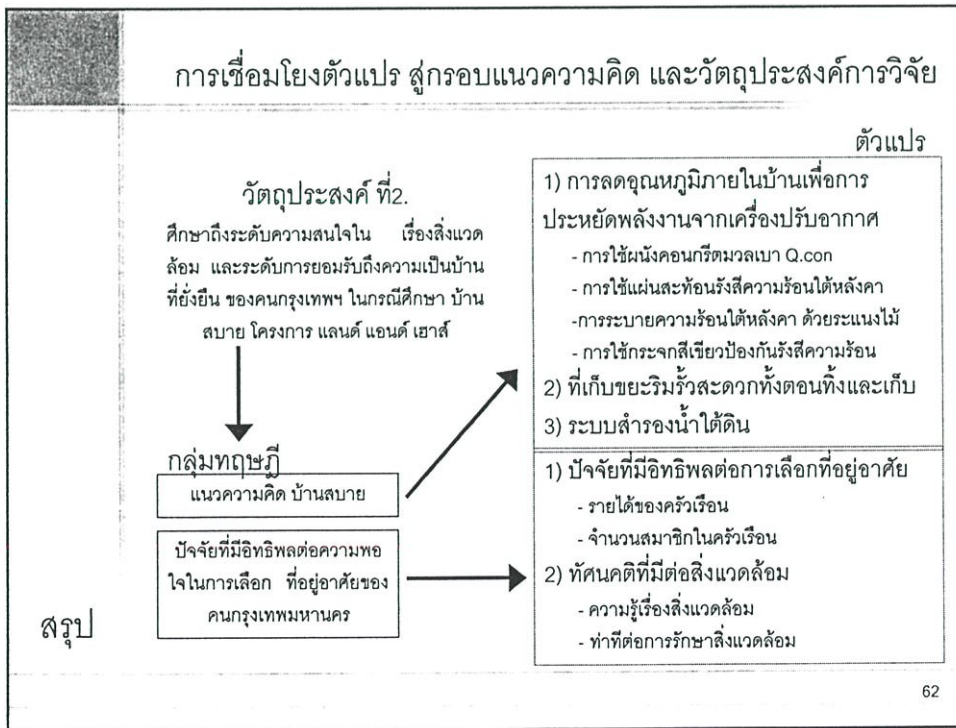 การเชื่อมโยงตัวแปร สู่กรอบแนวความคิด และวัตถุประสงค์การวิจัย
วัตถุประสงค์ ที่2.
ศึกษาถึงระดับความสนใจใน เรื่องสิ่งแวด
ล้อม และระดับการยอมรับถึงความเป็นบ้าน
ที่ยั่งยืน ของคนกรุงเทพฯ ในกรณีศึกษา บ้าน
สบาย โครงการ แลนด์ แอนด์ เฮาส์
กลุ่มทฤษฎี
แนวความคิด บ้านสบาย
ปัจจัยที่มีอิทธิพลต่อความพอ
ใจในการเลือก ที่อยู่อาศัยของ
คนกรุงเทพมหานคร
สรุป
ตัวแปร
1) การลดอุณหภูมิภายในบ้านเพื่อการ
ประหยัดพลังงานจากเครื่องปรับอากาศ
- การใช้ผนังคอนกรีตมวลเบา Q.con
- การใช้แผ่นสะท้อนรังสีความร้อนใต้หลังคา
-การระบายความร้อนใต้หลังคา ด้วยระแนงไม้
- การใช้กระจกสีเขียวป้องกันรังสีความร้อน
2) ที่เก็บขยะริมรั้วสะดวกทั้งตอนทิ้งและเก็บ
3) ระบบสำรองน้ำใต้ดิน
1) ปัจจัยที่มีอิทธิพลต่อการเลือกที่อยู่อาศัย
- รายได้ของครัวเรือน
- จำนวนสมาชิกในครัวเรือน
2) ทัศนคติที่มีต่อสิ่งแวดล้อม
- ความรู้เรื่องสิ่งแวดล้อม
- ท่าทีต่อการรักษาสิ่งแวดล้อม
62